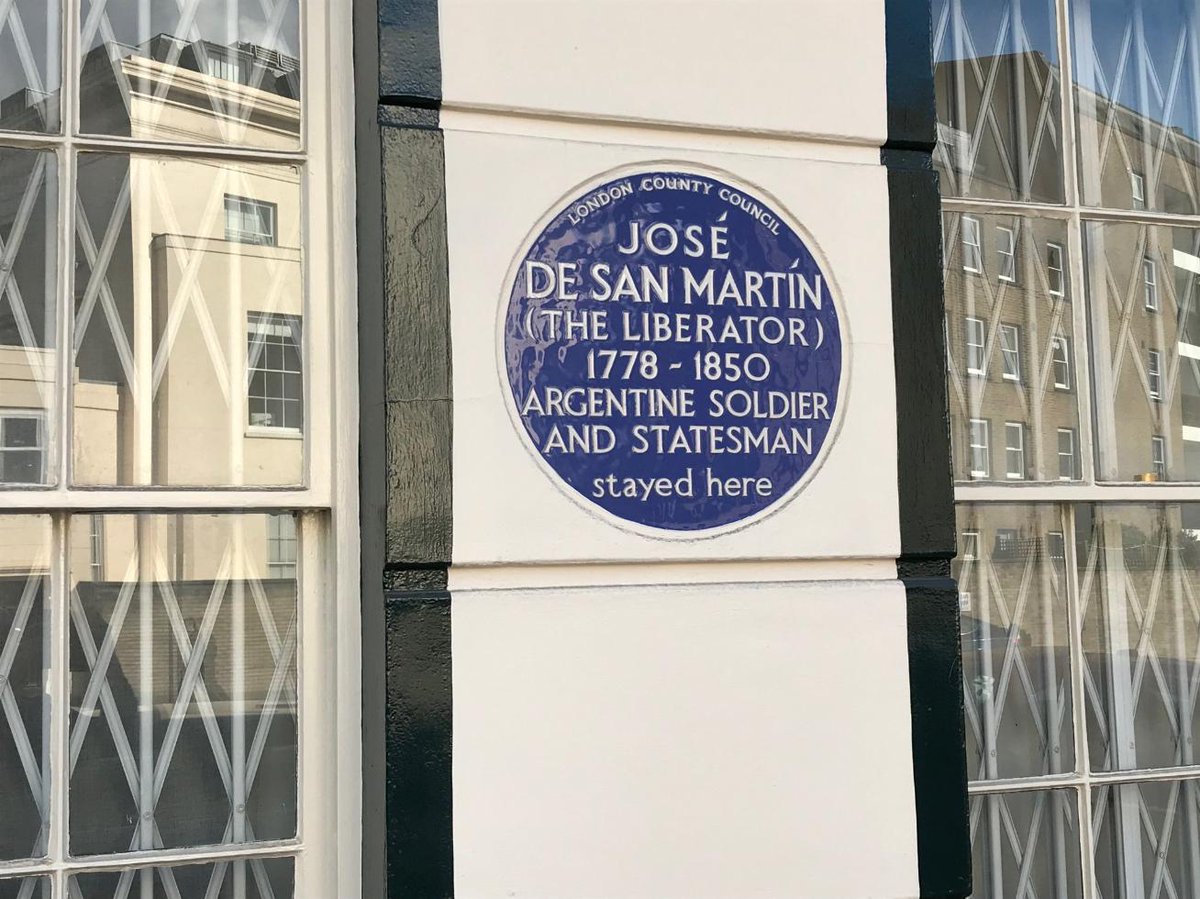 LONDON COUNTY COUNCIL
JOSÉ
DE SAN MARTÍN
(THE LIBERATOR)
1778 - 1850
ARGENTINE SOLDIER
AND STATESMAN
stayed here